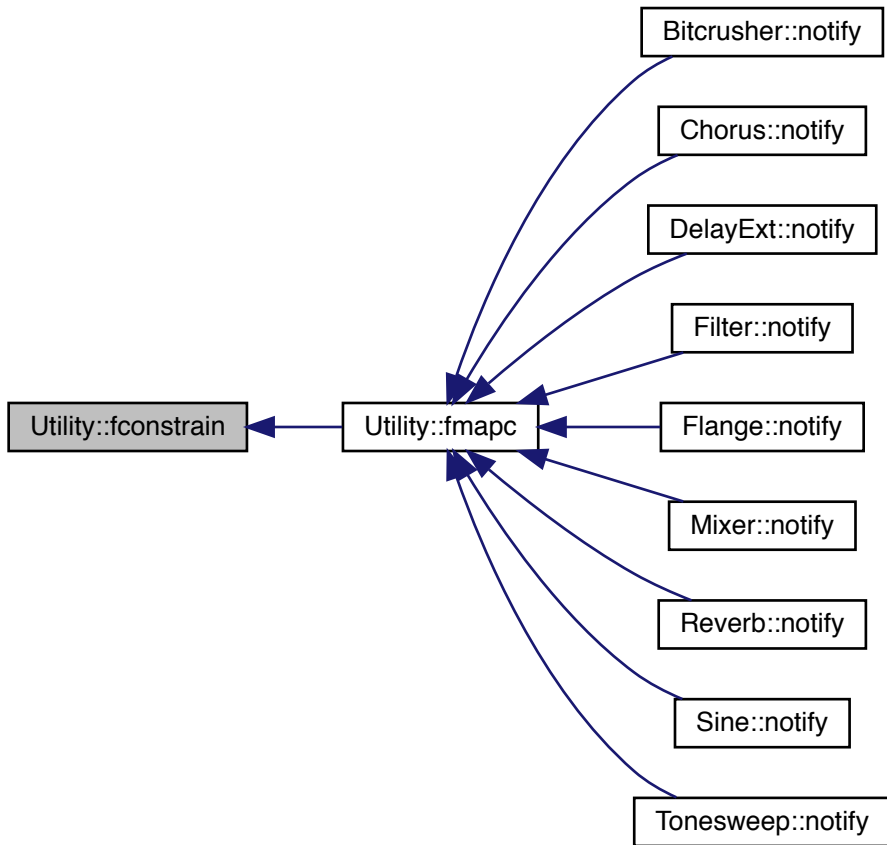 Bitcrusher::notify
Chorus::notify
DelayExt::notify
Filter::notify
Utility::fconstrain
Utility::fmapc
Flange::notify
Mixer::notify
Reverb::notify
Sine::notify
Tonesweep::notify